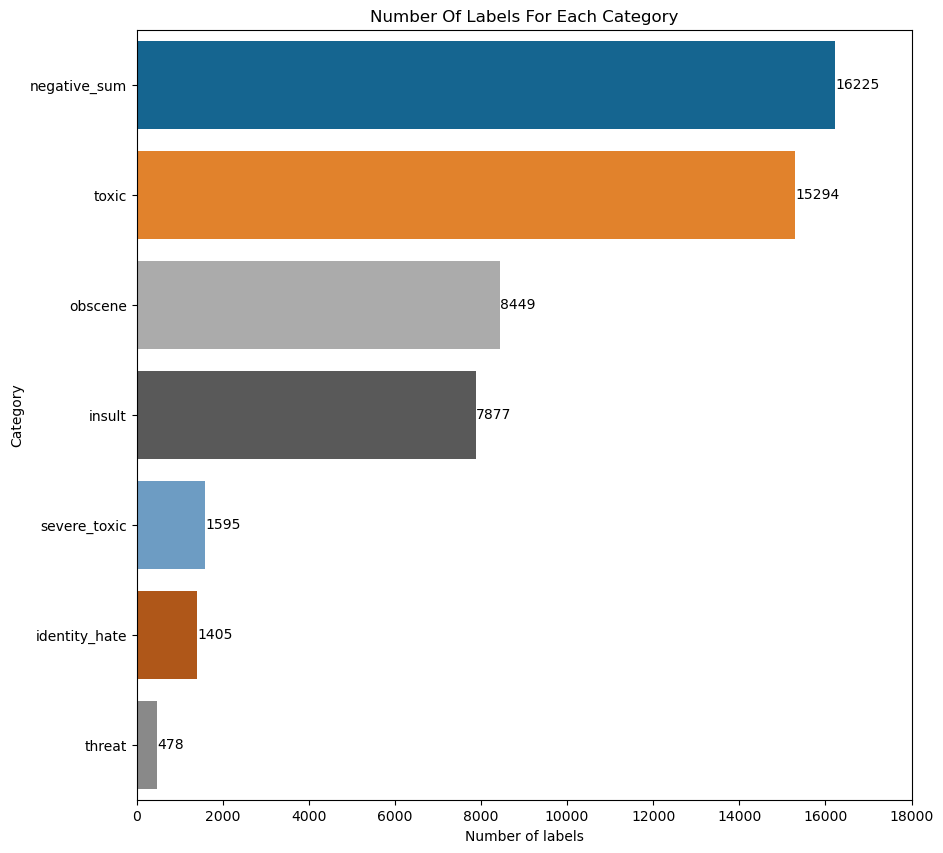 Number Of Labels For Each Category
negative_sum
16225
toxic
15294
obscene
8449
insult
7877
severe_toxic
1595
identity_hate
1405
threat
478
Category
0 2000 4000 6000 8000 10000 12000 14000 16000 18000
Number of labels